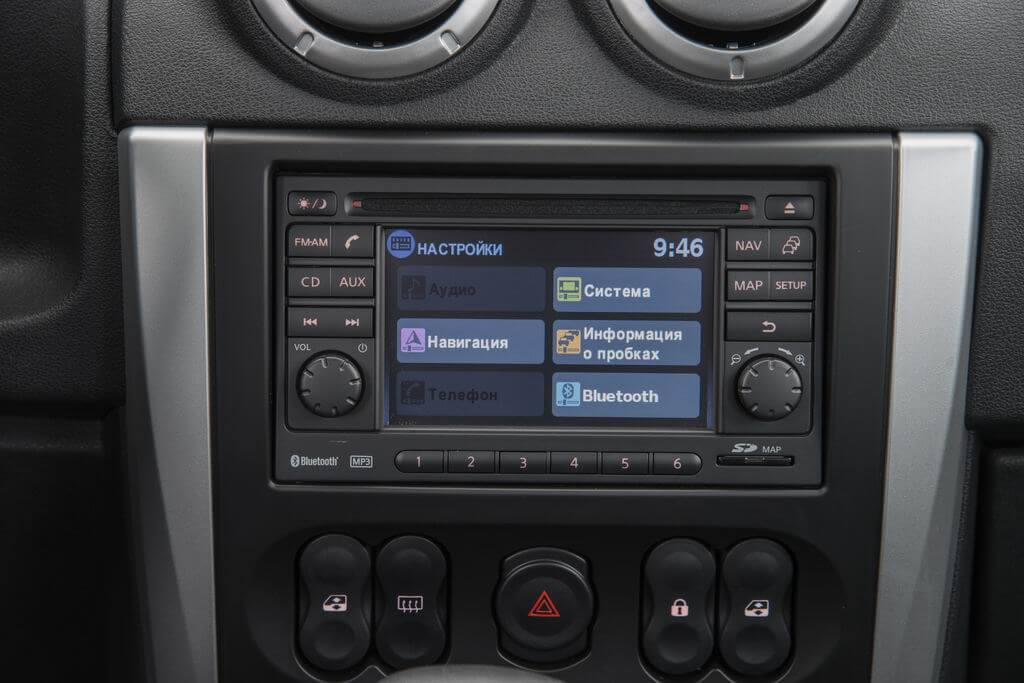 FM·AM
CD AUX
VOL
НАСТРОЙКИ 9:46
Аудио Система
Навигация Информация
о пробках
Телефон Bluetooth
NAV
MAP SETUP
Bluetooth MP3 1 2 3 4 5 6 SD MAP